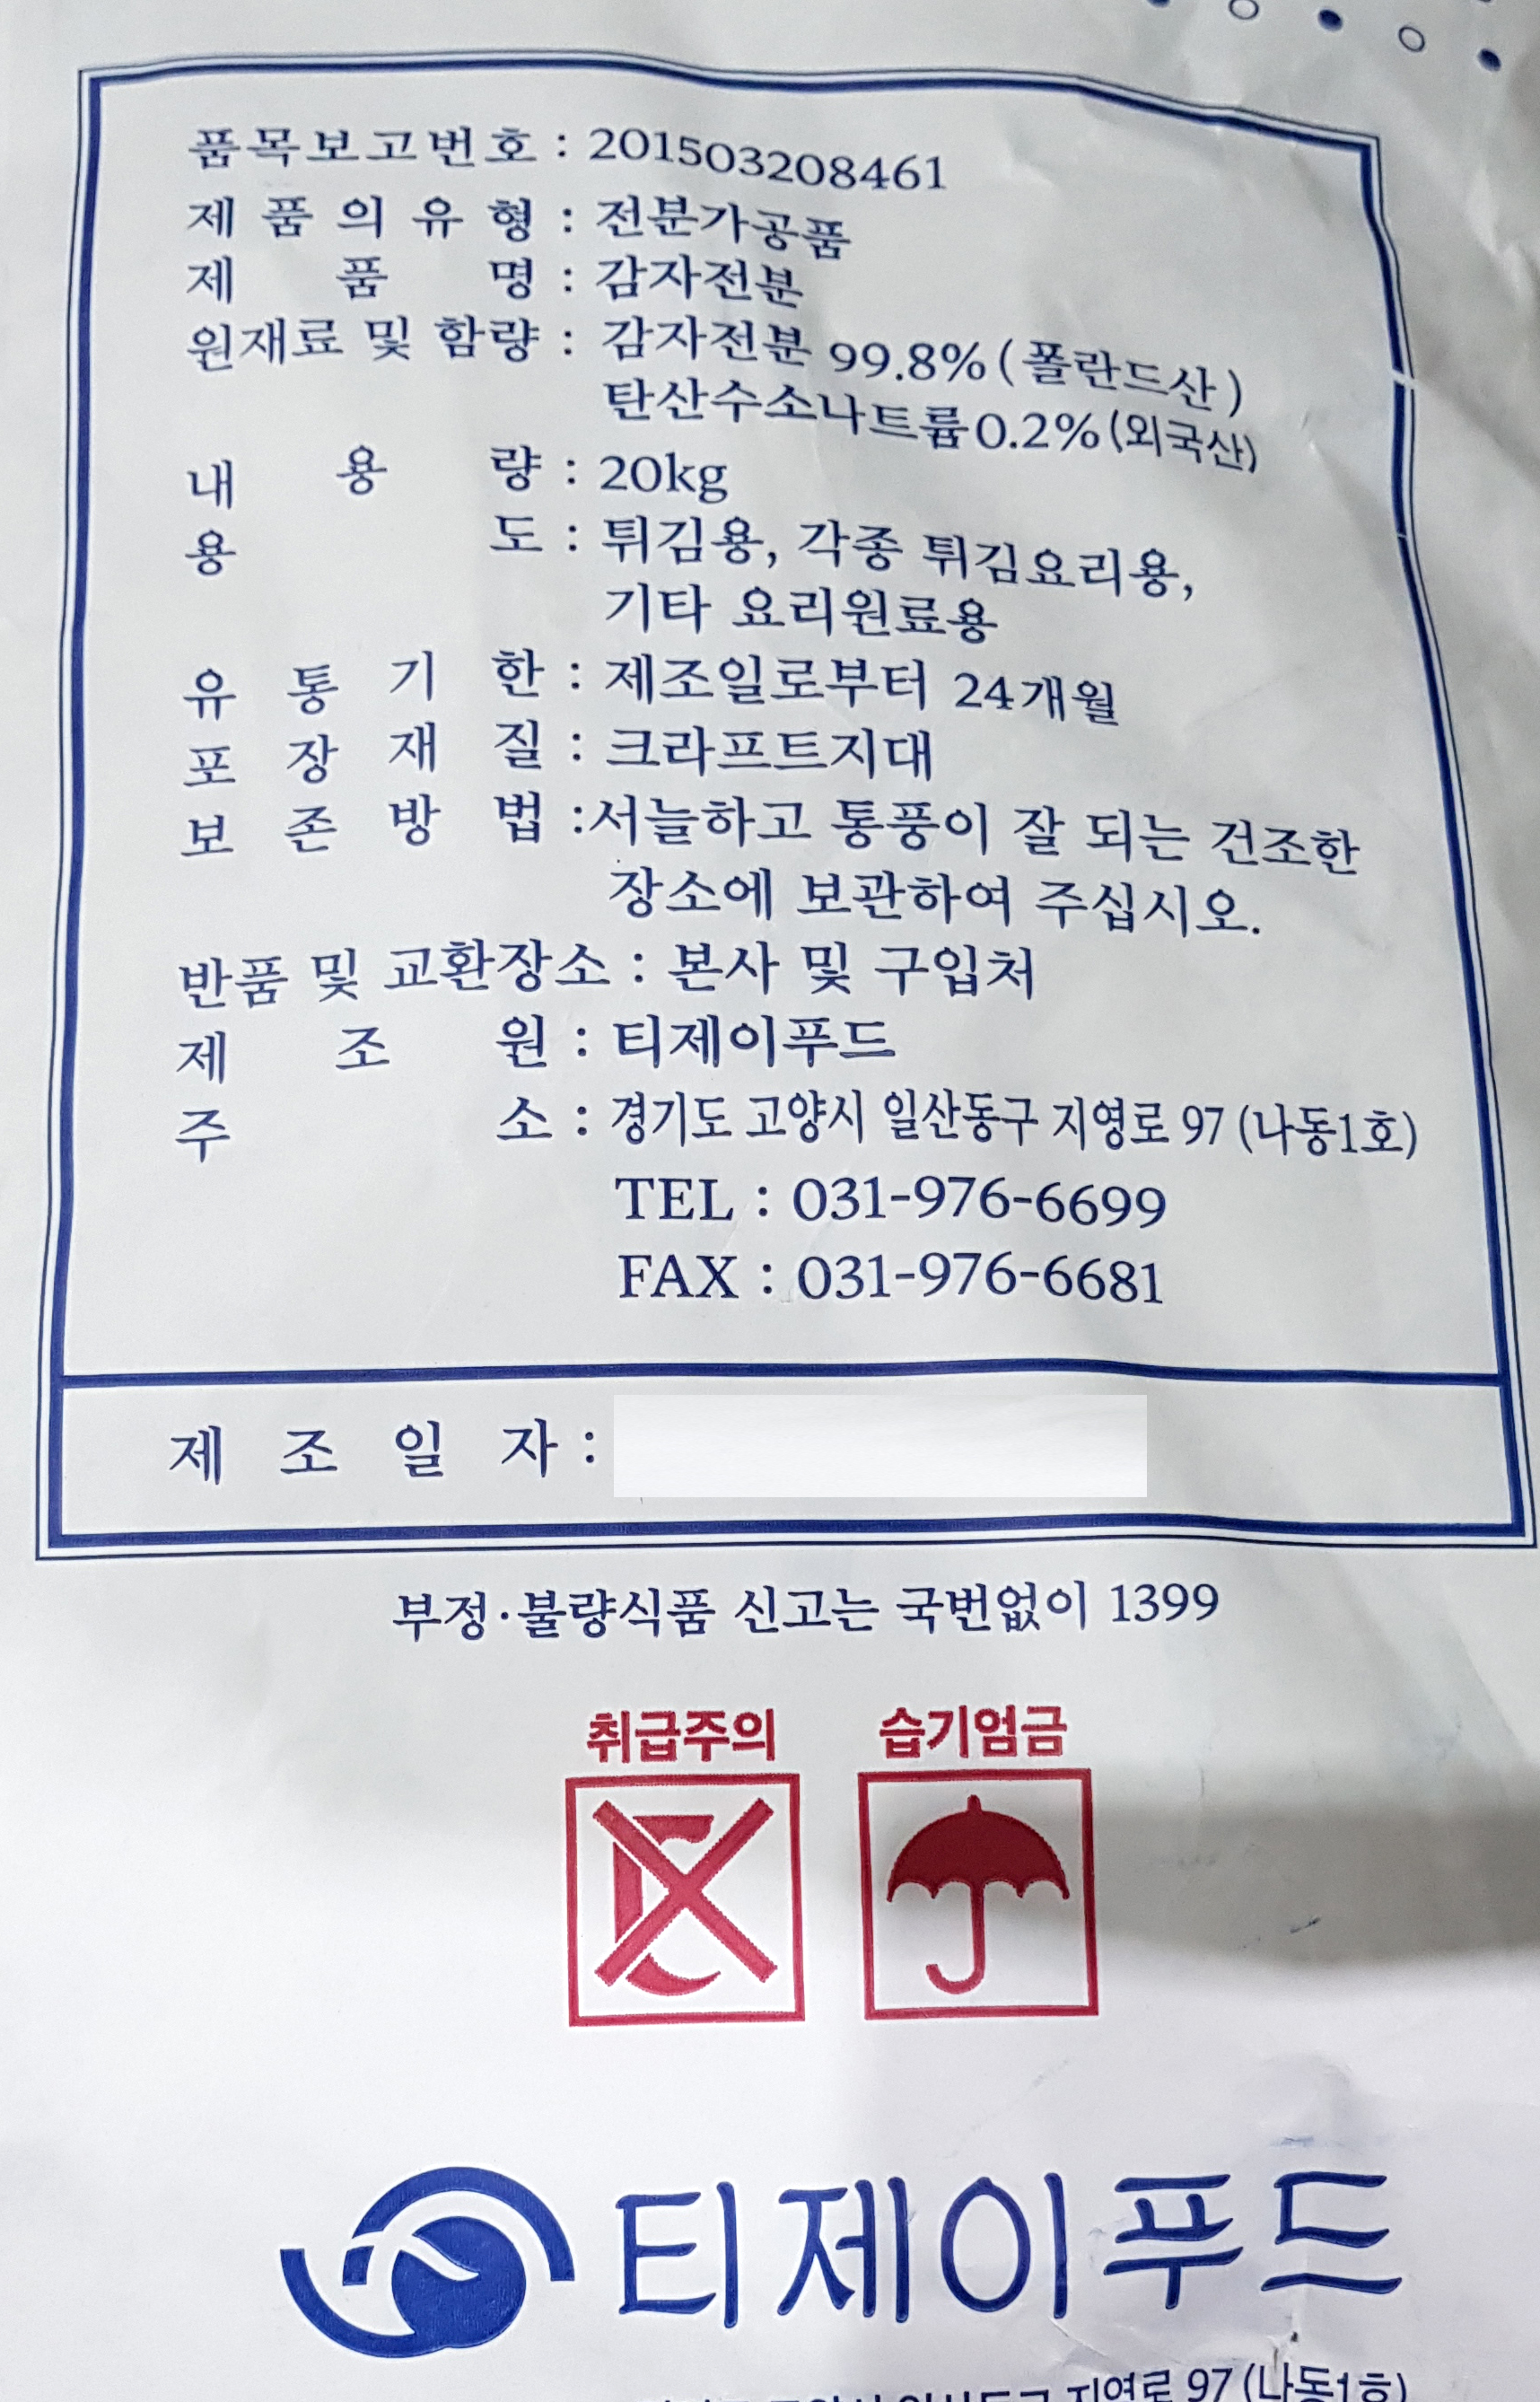 품목보고번호 : 201503208461
제품의유형 : 전분가공품
제품명 : 감자전분
원재료 및 함량 : 감자전분 99.8% ( 폴란드산 )
탄산수소나트륨0.2% (외국산)
내용량 : 20kg
용도 : 튀김용, 각종 튀김요리용,
기타 요리원료용
유통기한 : 제조일로부터 24개월
포장재질 : 크라프트지대
보존방법 :서늘하고 통풍이 잘 되는 건조한
장소에 보관하여 주십시오.
반품 및 교환장소 : 본사 및 구입처
제조원 : 티제이푸드
주소 : 경기도 고양시 일산동구 지영로 97 (나동1호)
TEL : 031-976-6699
FAX : 031-976-6681
제조일자 :
부정·불량식품 신고는 국번없이 1399
취급주의 습기엄금
티제이푸드
지영로 97 (나동1호)